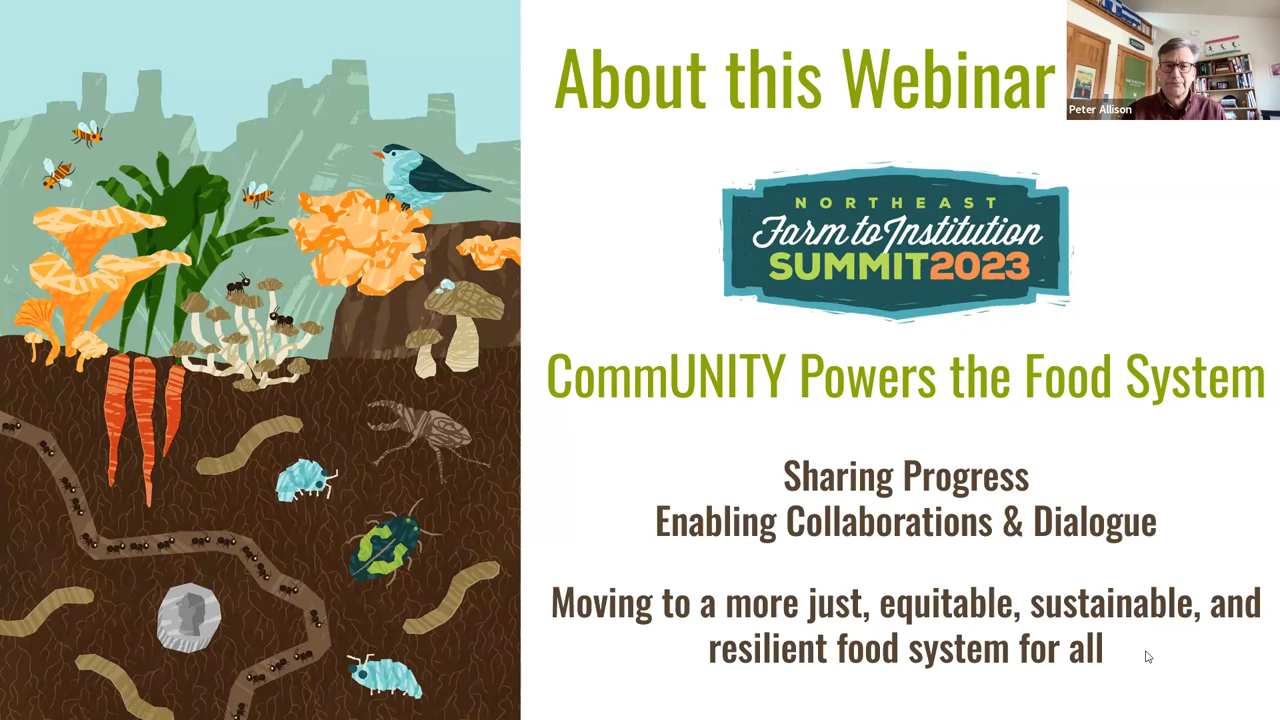 About this Webinar
Peter Allison
NORTHEAST
Farm to Institution
SUMMIT2023
CommUNITY Powers the Food System
Sharing Progress
Enabling Collaborations & Dialogue
Moving to a more just, equitable, sustainable, and
resilient food system for all